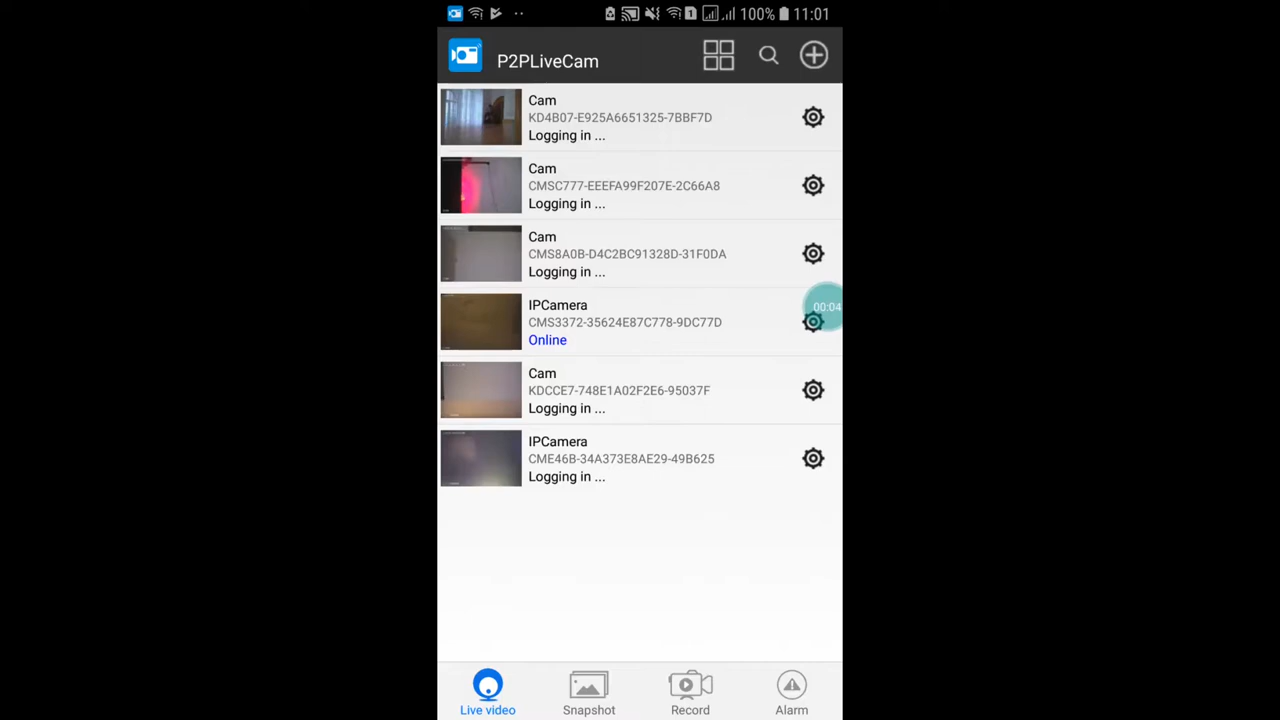 100% 11:01
P2PLiveCam
Cam
KD4B07-E925A6651325-7BBF7D
Logging in ...
Cam
CMSC777-EEEFA99F207E-2C66A8
Logging in ...
Cam
CMS8A0B-D4C2BC91328D-31F0DA
Logging in ...
00:04
IPCamera
CMS3372-35624E87C778-9DC77D
Online
Cam
KDCCE7-748E1A02F2E6-95037F
Logging in ...
IPCamera
CME46B-34A373E8AE29-49B625
Logging in ...
Live video
Snapshot
Record
Alarm